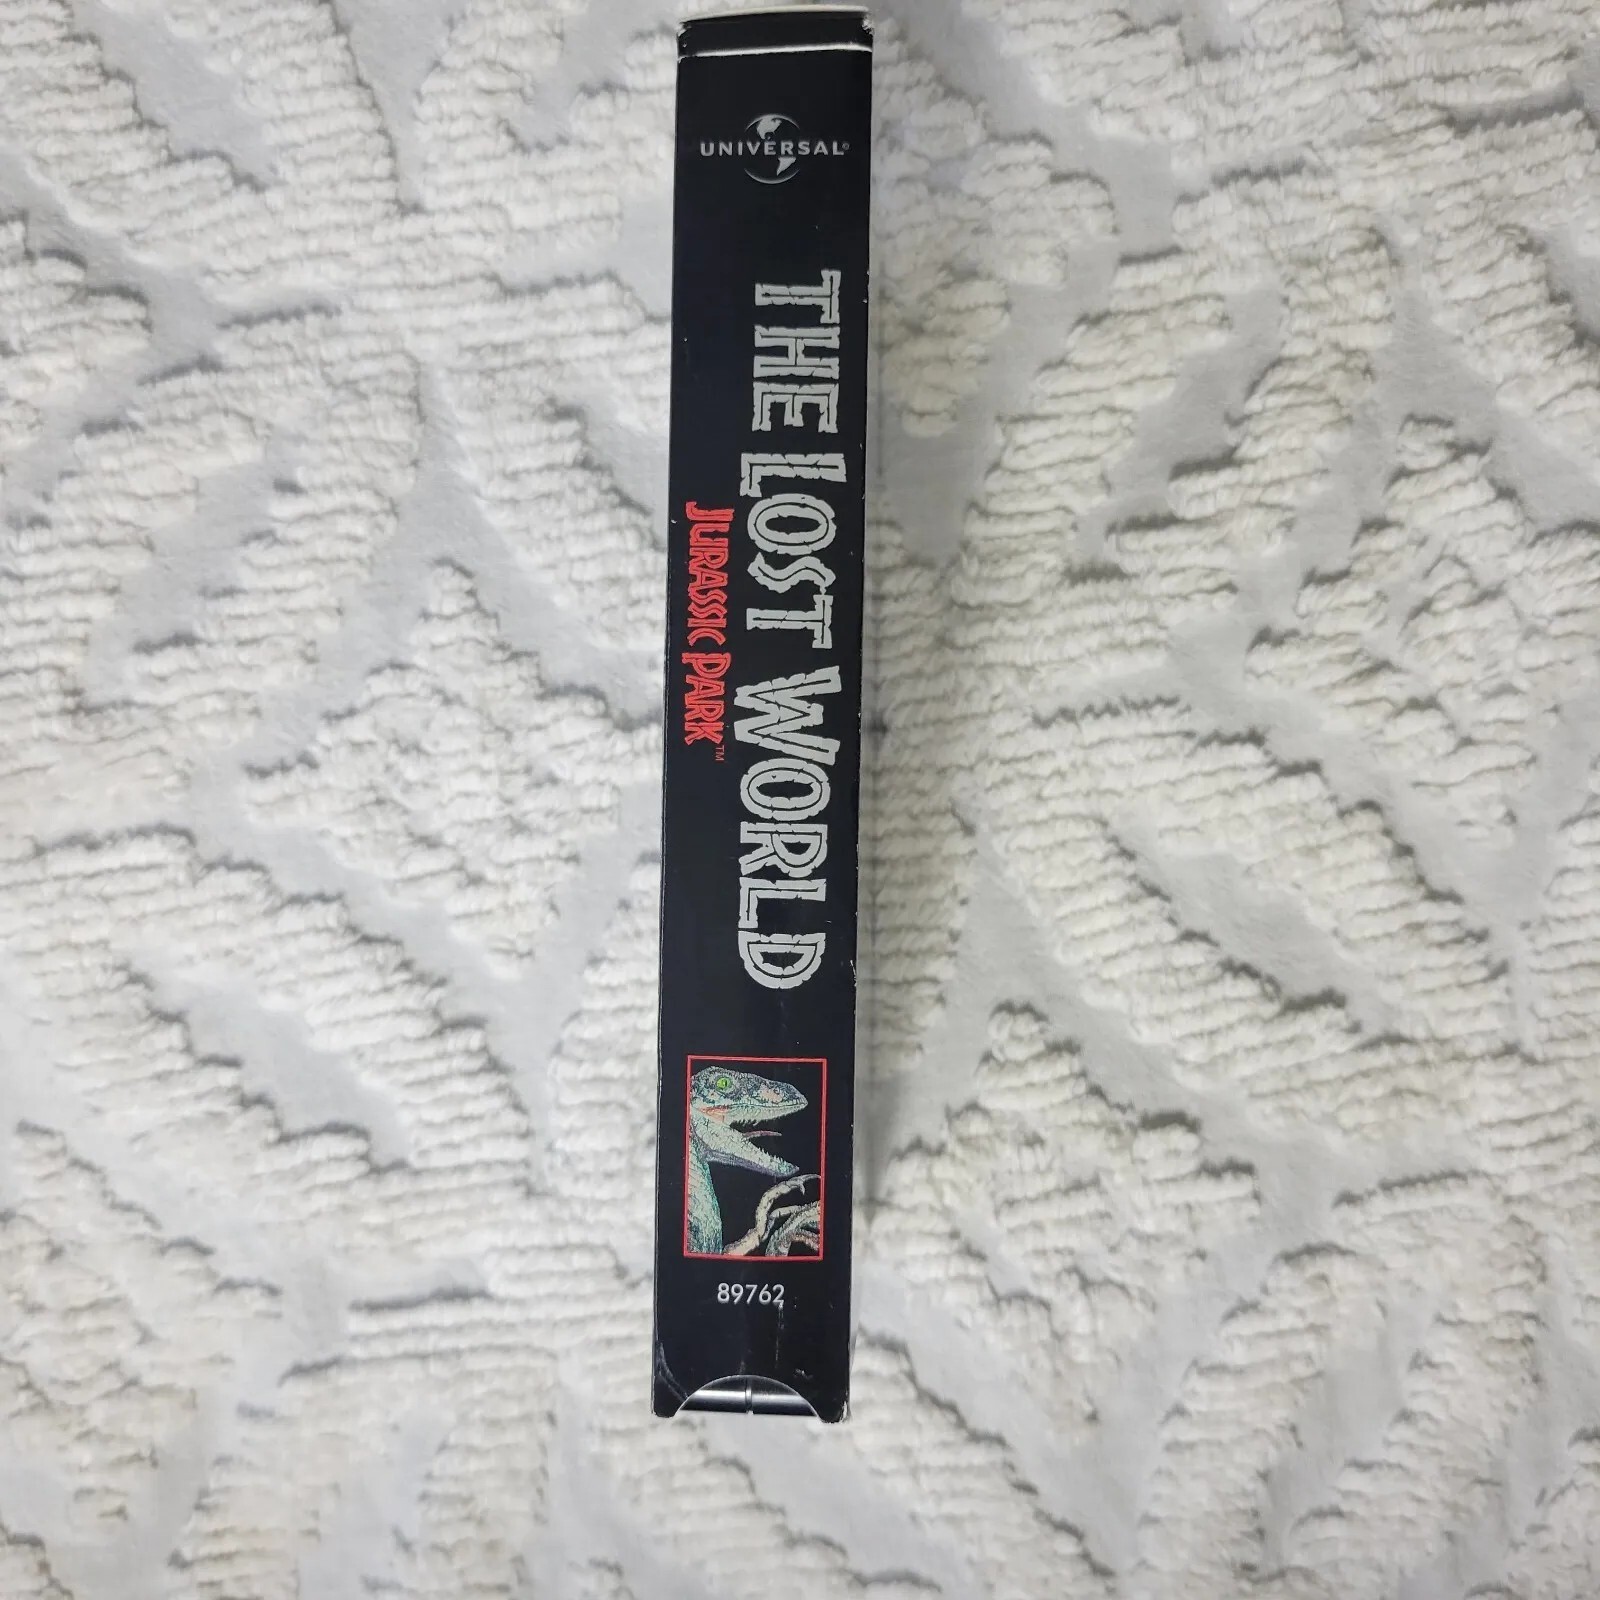 UNIVERSAL®
THE LOST WORLD
JURASSIC PARK™
89762